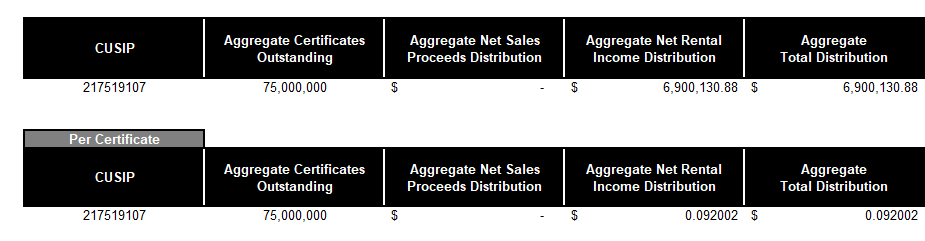 CUSIP Aggregate Certificates Outstanding Aggregate Net Sales Proceeds Distribution Aggregate Net Rental Income Distribution Aggregate Total Distribution
217519107 75,000,000 $ - $ 6,900,130.88 $ 6,900,130.88
Per Certificate
CUSIP Aggregate Certificates Outstanding Aggregate Net Sales Proceeds Distribution Aggregate Net Rental Income Distribution Aggregate Total Distribution
217519107 75,000,000 $ - $ 0.092002 $ 0.092002